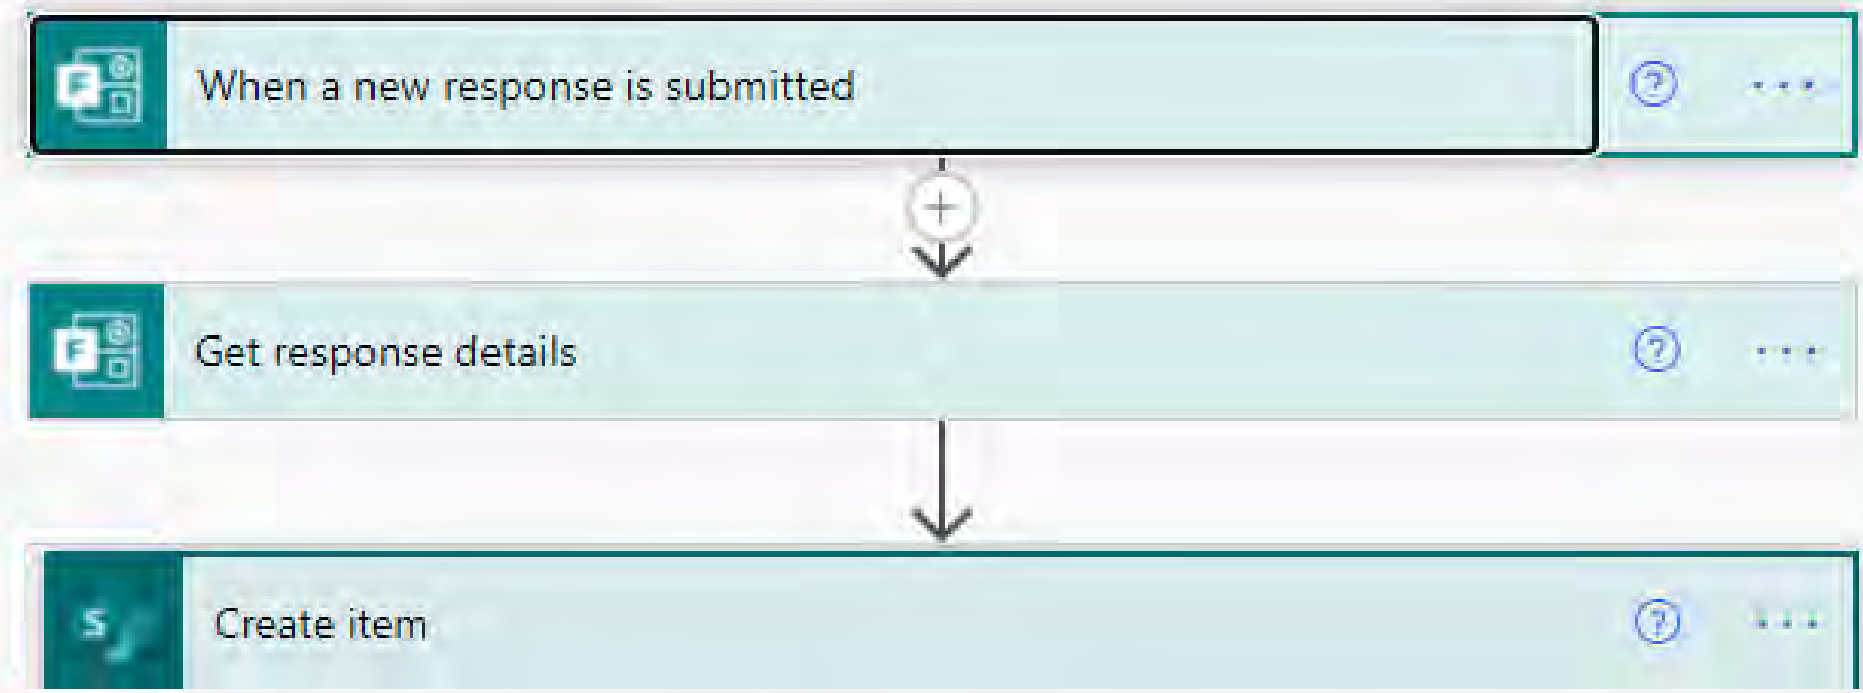 F
When a new response is submitted
?
F
Get response details
?
S
Create item
?